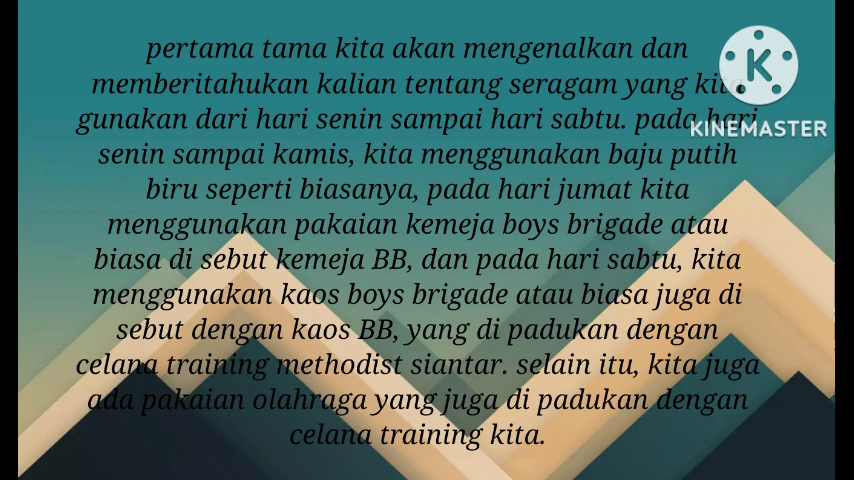 pertama tama kita akan mengenalkan dan
memberitahukan kalian tentang seragam yang kita
gunakan dari hari senin sampai hari sabtu. pada hari
senin sampai kamis, kita menggunakan baju putih
biru seperti biasanya, pada hari jumat kita
menggunakan pakaian kemeja boys brigade atau
biasa di sebut kemeja BB, dan pada hari sabtu, kita
menggunakan kaos boys brigade atau biasa juga di
sebut dengan kaos BB, yang di padukan dengan
celana training methodist siantar. selain itu, kita juga
ada pakaian olahraga yang juga di padukan dengan
celana training kita.
K
KINEMASTER